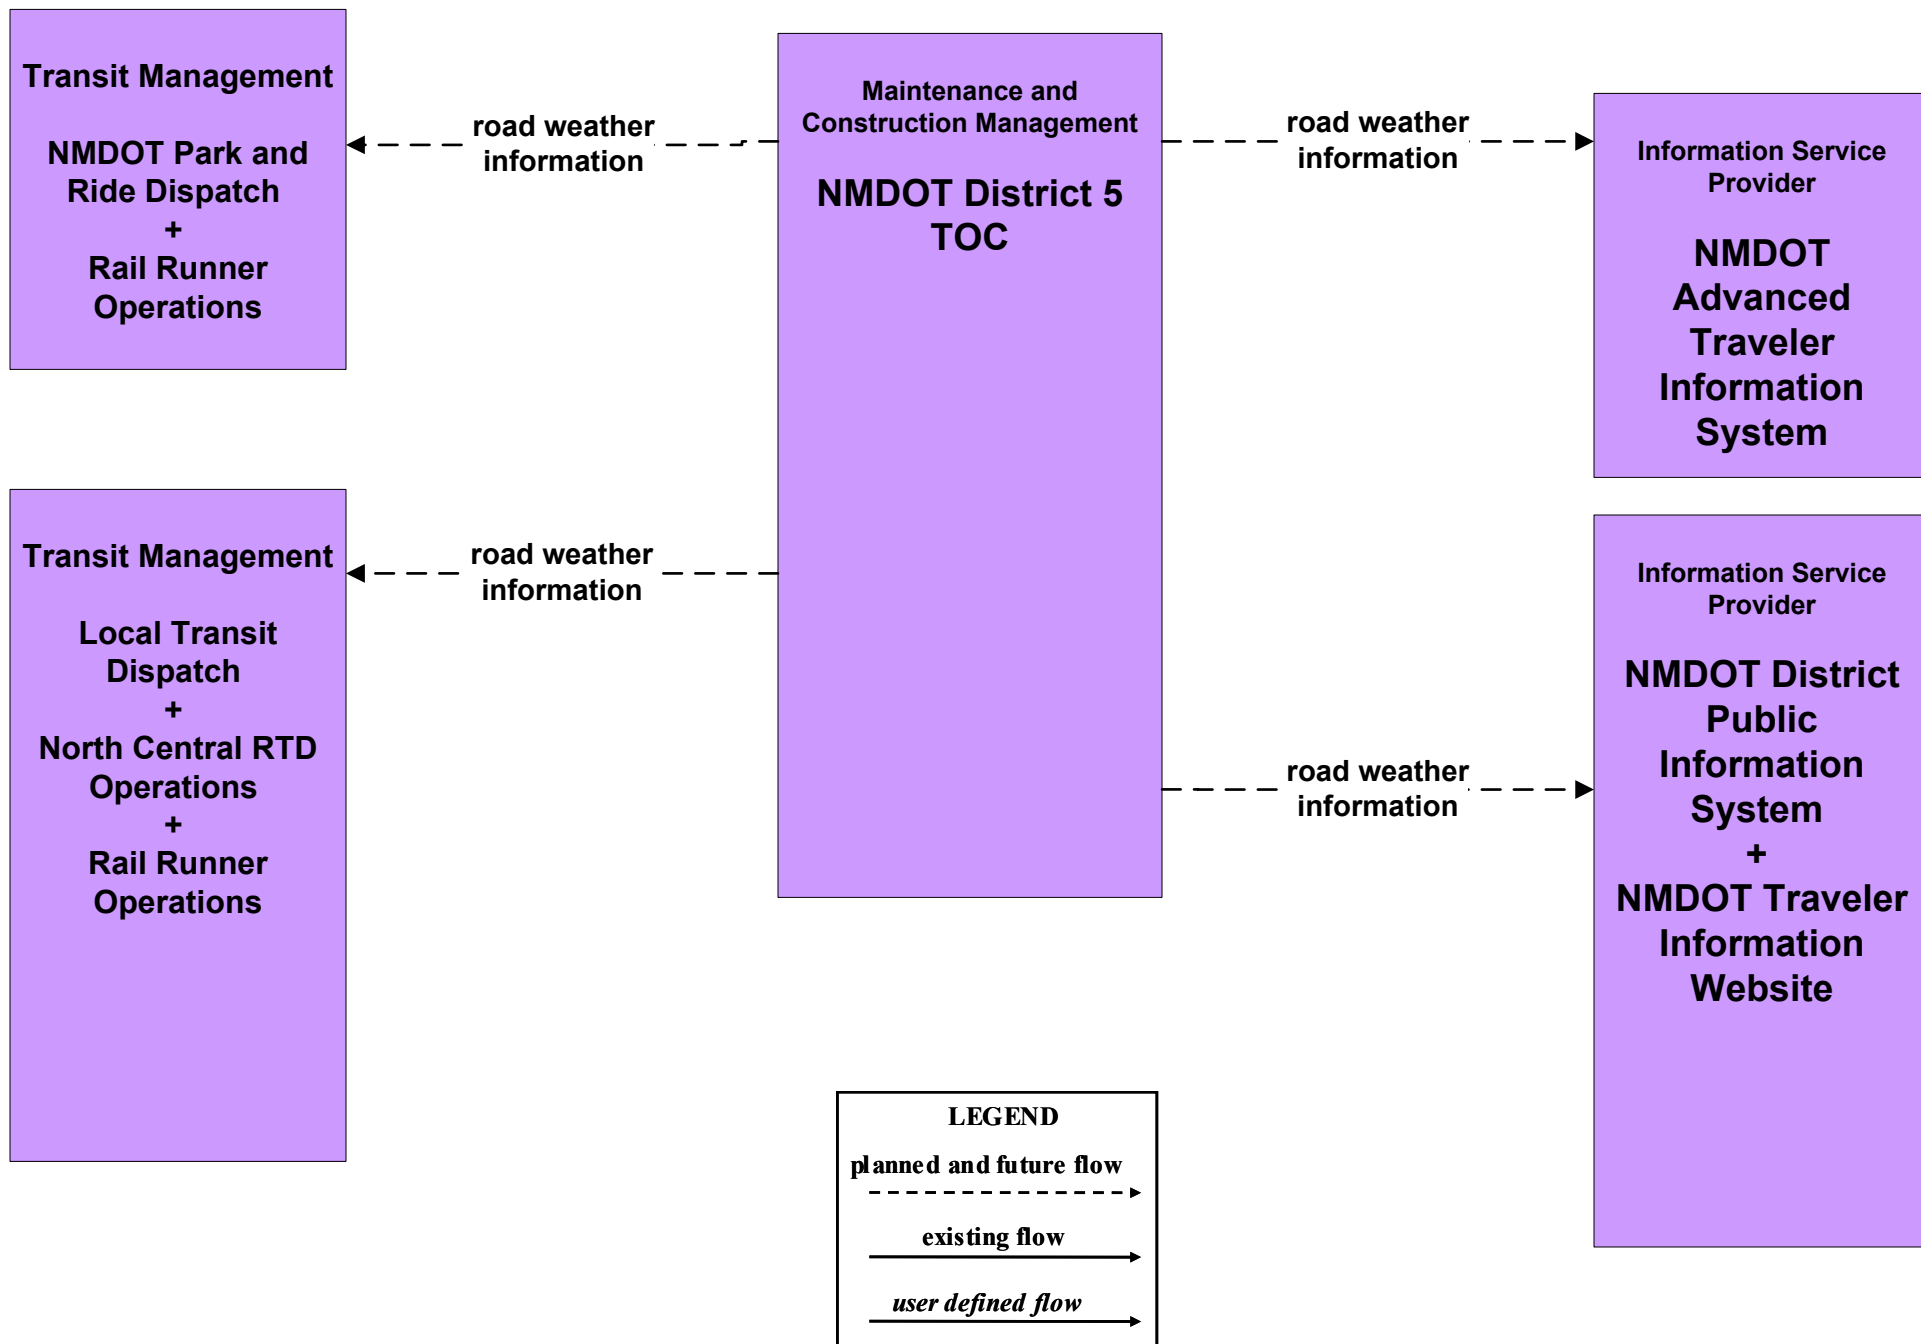 Transit Management
NMDOT Park and
Ride Dispatch
+
Rail Runner
Operations
road weather
information
Maintenance and
Construction Management
NMDOT District 5
TOC
road weather
information
Information Service
Provider
NMDOT
Advanced
Traveler
Information
System
Transit Management
Local Transit
Dispatch
+
North Central RTD
Operations
+
Rail Runner
Operations
road weather
information
road weather
information
Information Service
Provider
NMDOT District
Public
Information
System
+
NMDOT Traveler
Information
Website
LEGEND
planned and future flow
existing flow
user defined flow